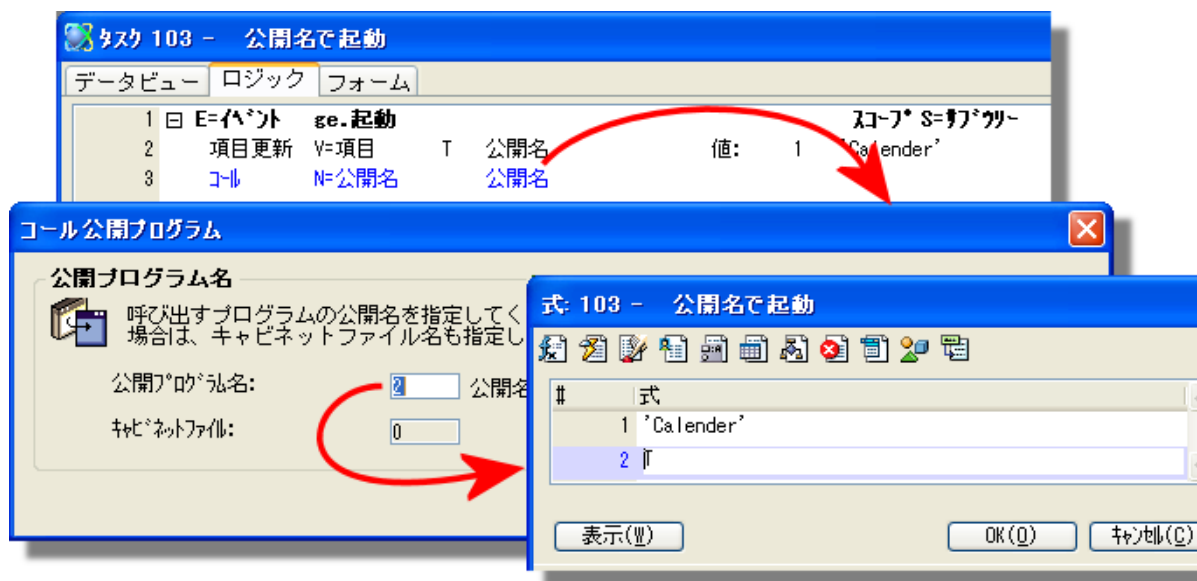 タスク 103 - 公開名で起動
データビュー ロジック フォーム
1 E=イベント ge.起動 スコープ S=サブツリー
2 項目更新 V=項目 T 公開名 値: 1 'Calender'
3 コール N=公開名 公開名
コール公開プログラム
公開プログラム名
呼び出すプログラムの公開名を指定してく
場合は、キャビネットファイル名も指定し
公開プログラム名: 2 公開名
キャビネットファイル: 0
式: 103 - 公開名で起動
# 式
1 'Calender'
2 T
表示(W) OK(O) キャンセル(C)